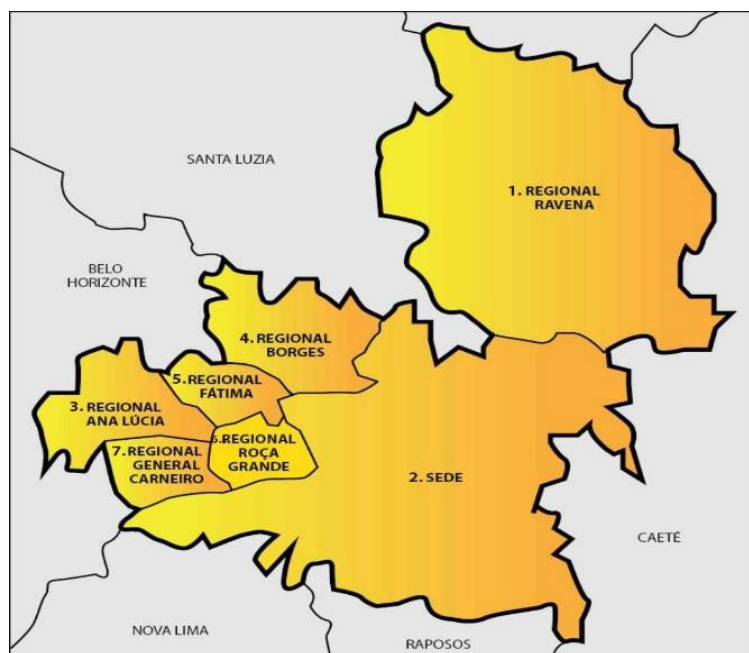 SANTA LUZIA
1. REGIONAL
RAVENA
BELO
HORIZONTE
4. REGIONAL
BORGES
5. REGIONAL
FÁTIMA
3. REGIONAL
ANA LÚCIA
6. REGIONAL
ROÇA
GRANDE
7. REGIONAL
GENERAL
CARNEIRO
2. SEDE
CAETÉ
NOVA LIMA
RAPOSOS